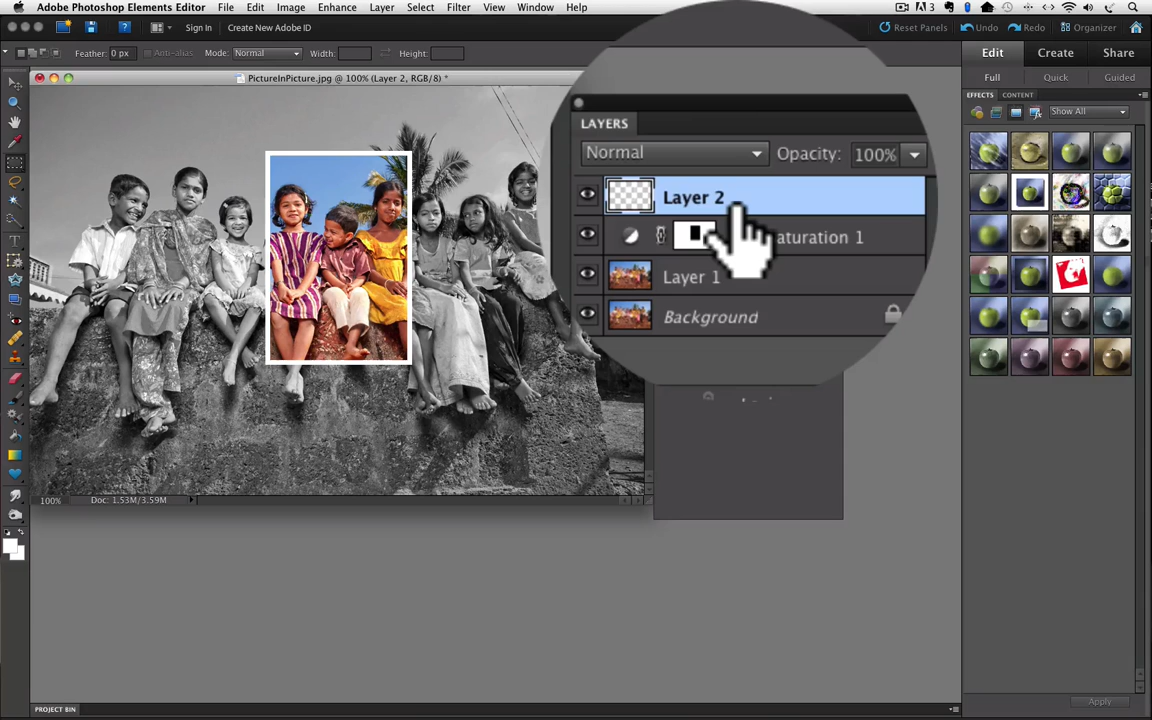 Adobe Photoshop Elements Editor File Edit Image Enhance Layer Select Filter View Window Help
3
Sign In Create New Adobe ID Reset Panels Undo Redo Organizer
Feather: 0 px Anti-alias Mode: Normal Width: Height:
Edit Create Share
Full Quick Guided
PictureInPicture.jpg @ 100% (Layer 2, RGB/8) *
EFFECTS CONTENT
Show All
LAYERS
Normal Opacity: 100%
Layer 2
aturation 1
Layer 1
Background
100% Doc: 1.53M/3.59M
Apply
PROJECT BIN